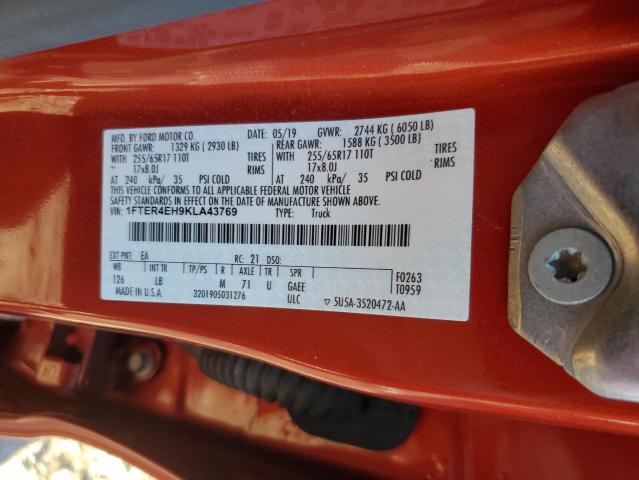 MFD. BY FORD MOTOR CO. DATE: 05/19 GVWR: 2744 KG ( 6050 LB)
FRONT GAWR: 1329 KG ( 2930 LB) REAR GAWR: 1588 KG ( 3500 LB)
WITH 255/65R17 110T TIRES WITH 255/65R17 110T TIRES
17x8.0J RIMS 17x8.0J RIMS
AT 240 kPa/ 35 PSI COLD AT 240 kPa/ 35 PSI COLD
THIS VEHICLE CONFORMS TO ALL APPLICABLE FEDERAL MOTOR VEHICLE
SAFETY STANDARDS IN EFFECT ON THE DATE OF MANUFACTURE SHOWN ABOVE.
VIN: 1FTER4EH9KLA43769 TYPE: Truck
EXT PNT: EA RC: 21 DSO:
WB INT TR TP/PS R AXLE TR SPR F0263
126 LB M 71 U GAEE T0959
MADE IN U.S.A. 3201905031276 ULC ▽ 5U5A-3520472-AA